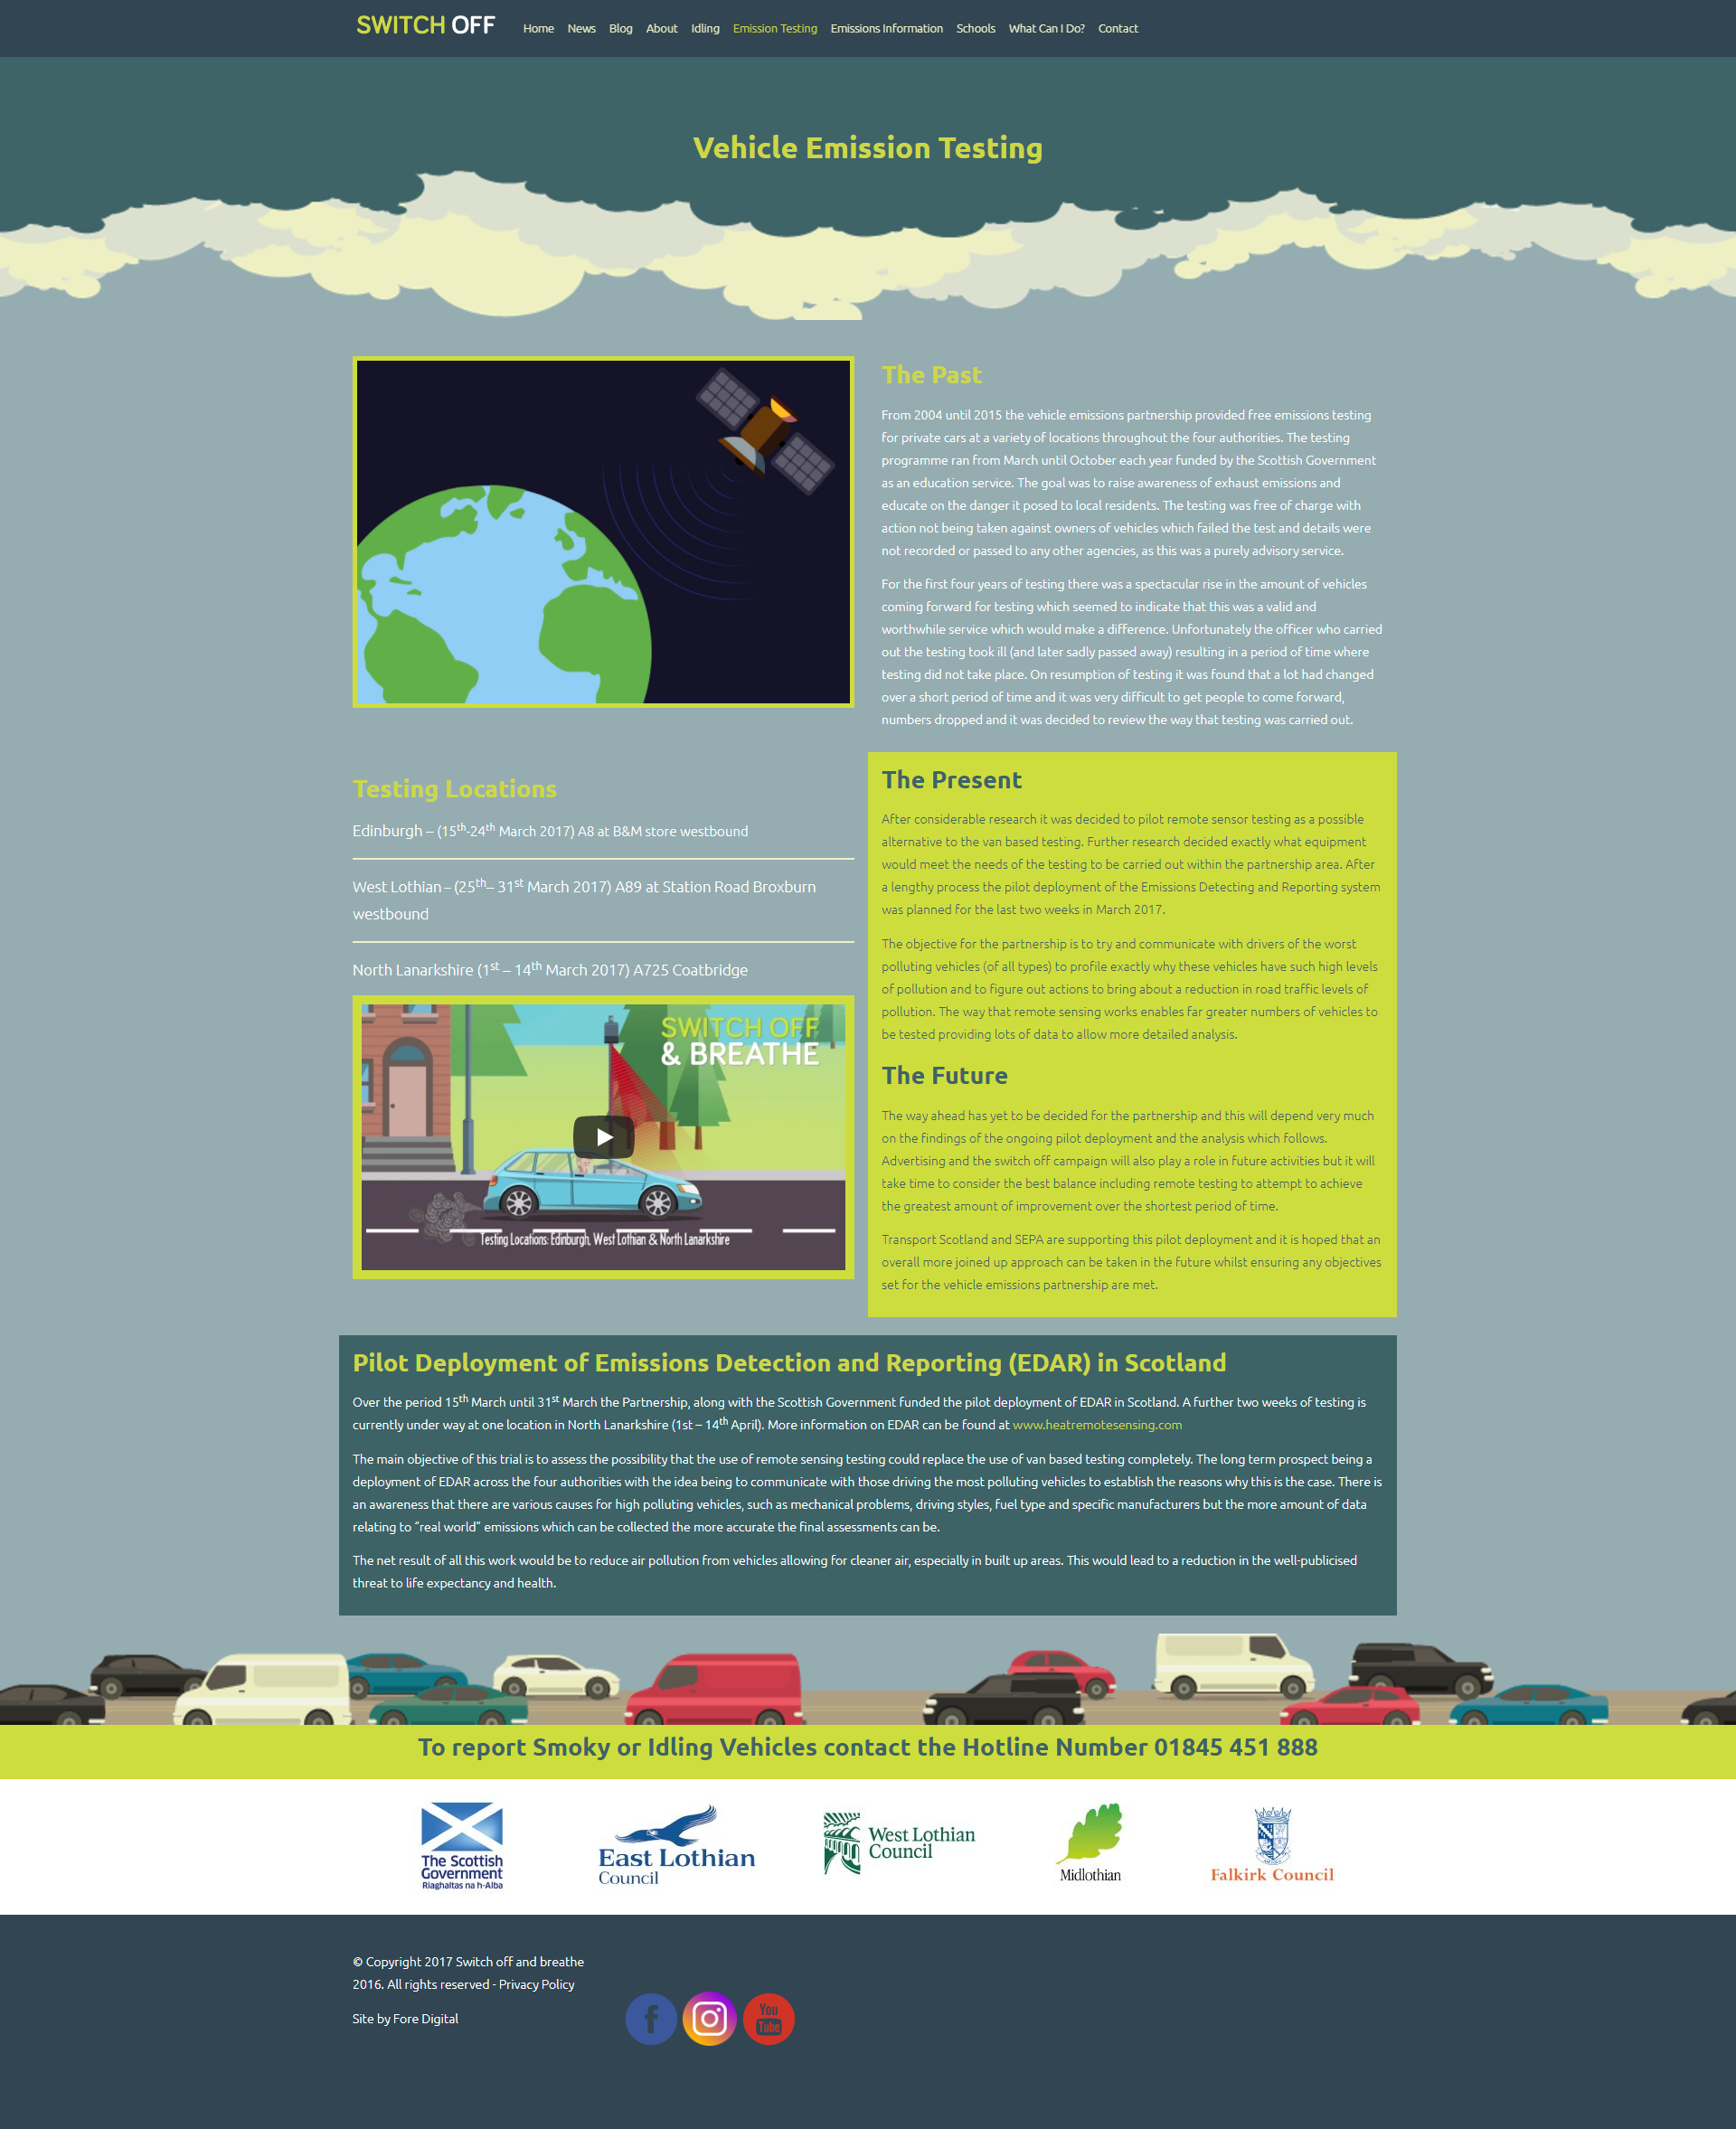 SWITCH OFF
Home News Blog About Idling Emission Testing Emissions Information Schools What Can I Do? Contact
Vehicle Emission Testing
The Past
From 2004 until 2015 the vehicle emissions partnership provided free emissions testing
for private cars at a variety of locations throughout the four authorities. The testing
programme ran from March until October each year funded by the Scottish Government
as an education service. The goal was to raise awareness of exhaust emissions and
educate on the danger it posed to local residents. The testing was free of charge with
action not being taken against owners of vehicles which failed the test and details were
not recorded or passed to any other agencies, as this was a purely advisory service.
For the first four years of testing there was a spectacular rise in the amount of vehicles
coming forward for testing which seemed to indicate that this was a valid and
worthwhile service which would make a difference. Unfortunately the officer who carried
out the testing took ill (and later sadly passed away) resulting in a period of time where
testing did not take place. On resumption of testing it was found that a lot had changed
over a short period of time and it was very difficult to get people to come forward,
numbers dropped and it was decided to review the way that testing was carried out.
Testing Locations
Edinburgh – (15th-24th March 2017) A8 at B&M store westbound
West Lothian – (25th– 31st March 2017) A89 at Station Road Broxburn
westbound
North Lanarkshire (1st – 14th March 2017) A725 Coatbridge
SWITCH OFF
& BREATHE
Testing Locations: Edinburgh, West Lothian & North Lanarkshire
The Present
After considerable research it was decided to pilot remote sensor testing as a possible
alternative to the van based testing. Further research decided exactly what equipment
would meet the needs of the testing to be carried out within the partnership area. After
a lengthy process the pilot deployment of the Emissions Detecting and Reporting system
was planned for the last two weeks in March 2017.
The objective for the partnership is to try and communicate with drivers of the worst
polluting vehicles (of all types) to profile exactly why these vehicles have such high levels
of pollution and to figure out actions to bring about a reduction in road traffic levels of
pollution. The way that remote sensing works enables far greater numbers of vehicles to
be tested providing lots of data to allow more detailed analysis.
The Future
The way ahead has yet to be decided for the partnership and this will depend very much
on the findings of the ongoing pilot deployment and the analysis which follows.
Advertising and the switch off campaign will also play a role in future activities but it will
take time to consider the best balance including remote testing to attempt to achieve
the greatest amount of improvement over the shortest period of time.
Transport Scotland and SEPA are supporting this pilot deployment and it is hoped that an
overall more joined up approach can be taken in the future whilst ensuring any objectives
set for the vehicle emissions partnership are met.
Pilot Deployment of Emissions Detection and Reporting (EDAR) in Scotland
Over the period 15th March until 31st March the Partnership, along with the Scottish Government funded the pilot deployment of EDAR in Scotland. A further two weeks of testing is
currently under way at one location in North Lanarkshire (1st – 14th April). More information on EDAR can be found at www.heatremotesensing.com
The main objective of this trial is to assess the possibility that the use of remote sensing testing could replace the use of van based testing completely. The long term prospect being a
deployment of EDAR across the four authorities with the idea being to communicate with those driving the most polluting vehicles to establish the reasons why this is the case. There is
an awareness that there are various causes for high polluting vehicles, such as mechanical problems, driving styles, fuel type and specific manufacturers but the more amount of data
relating to “real world” emissions which can be collected the more accurate the final assessments can be.
The net result of all this work would be to reduce air pollution from vehicles allowing for cleaner air, especially in built up areas. This would lead to a reduction in the well-publicised
threat to life expectancy and health.
To report Smoky or Idling Vehicles contact the Hotline Number 01845 451 888
The Scottish
Government
Riaghaltas na h-Alba
East Lothian
Council
West Lothian
Council
Midlothian
Falkirk Council
© Copyright 2017 Switch off and breathe
2016. All rights reserved - Privacy Policy
Site by Fore Digital
You
Tube